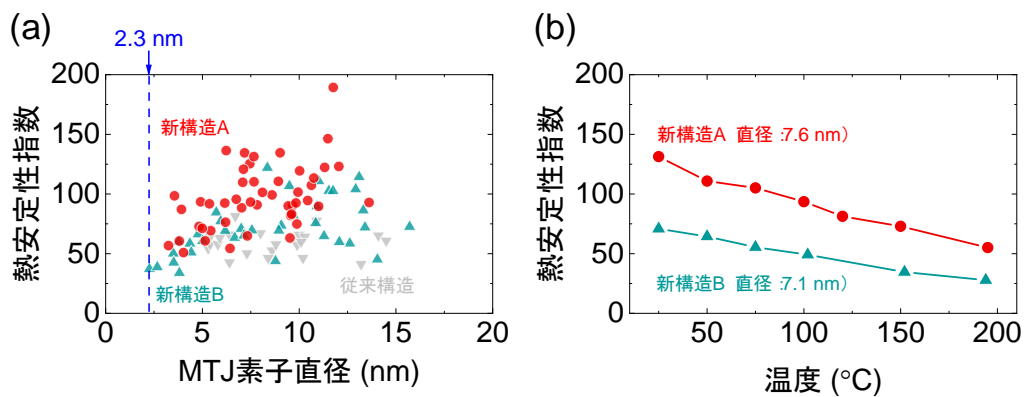 (a)
2.3 nm
熱安定性指数
200
150
100
50
0
新構造A
新構造B
従来構造
0
5
10
15
20
MTJ素子直径 (nm)
(b)
熱安定性指数
200
150
100
50
0
新構造A 直径 :7.6 nm)
新構造B 直径 :7.1 nm)
50
100
150
200
温度 (°C)